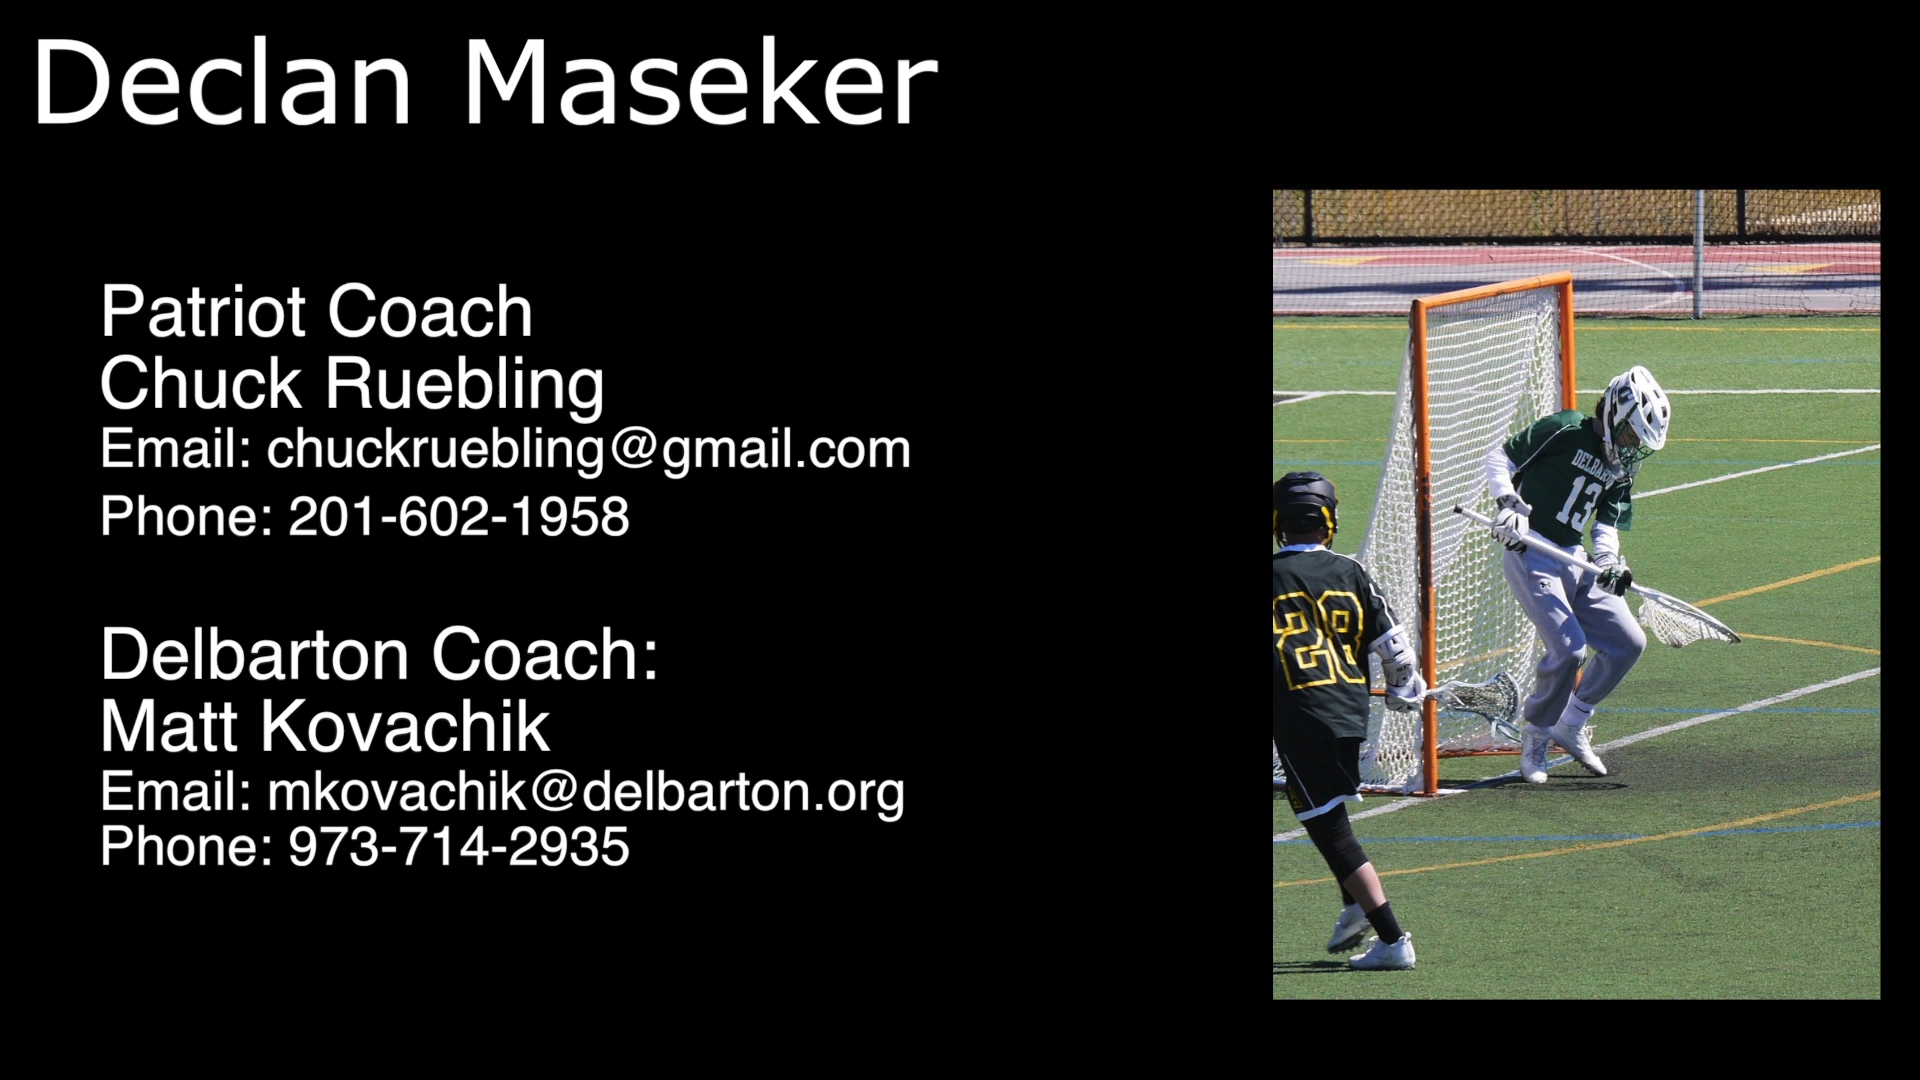 Declan Maseker
Patriot Coach
Chuck Ruebling
Email: chuckruebling@gmail.com
Phone: 201-602-1958
Delbarton Coach:
Matt Kovachik
Email: mkovachik@delbarton.org
Phone: 973-714-2935
DELBARTON
13
28